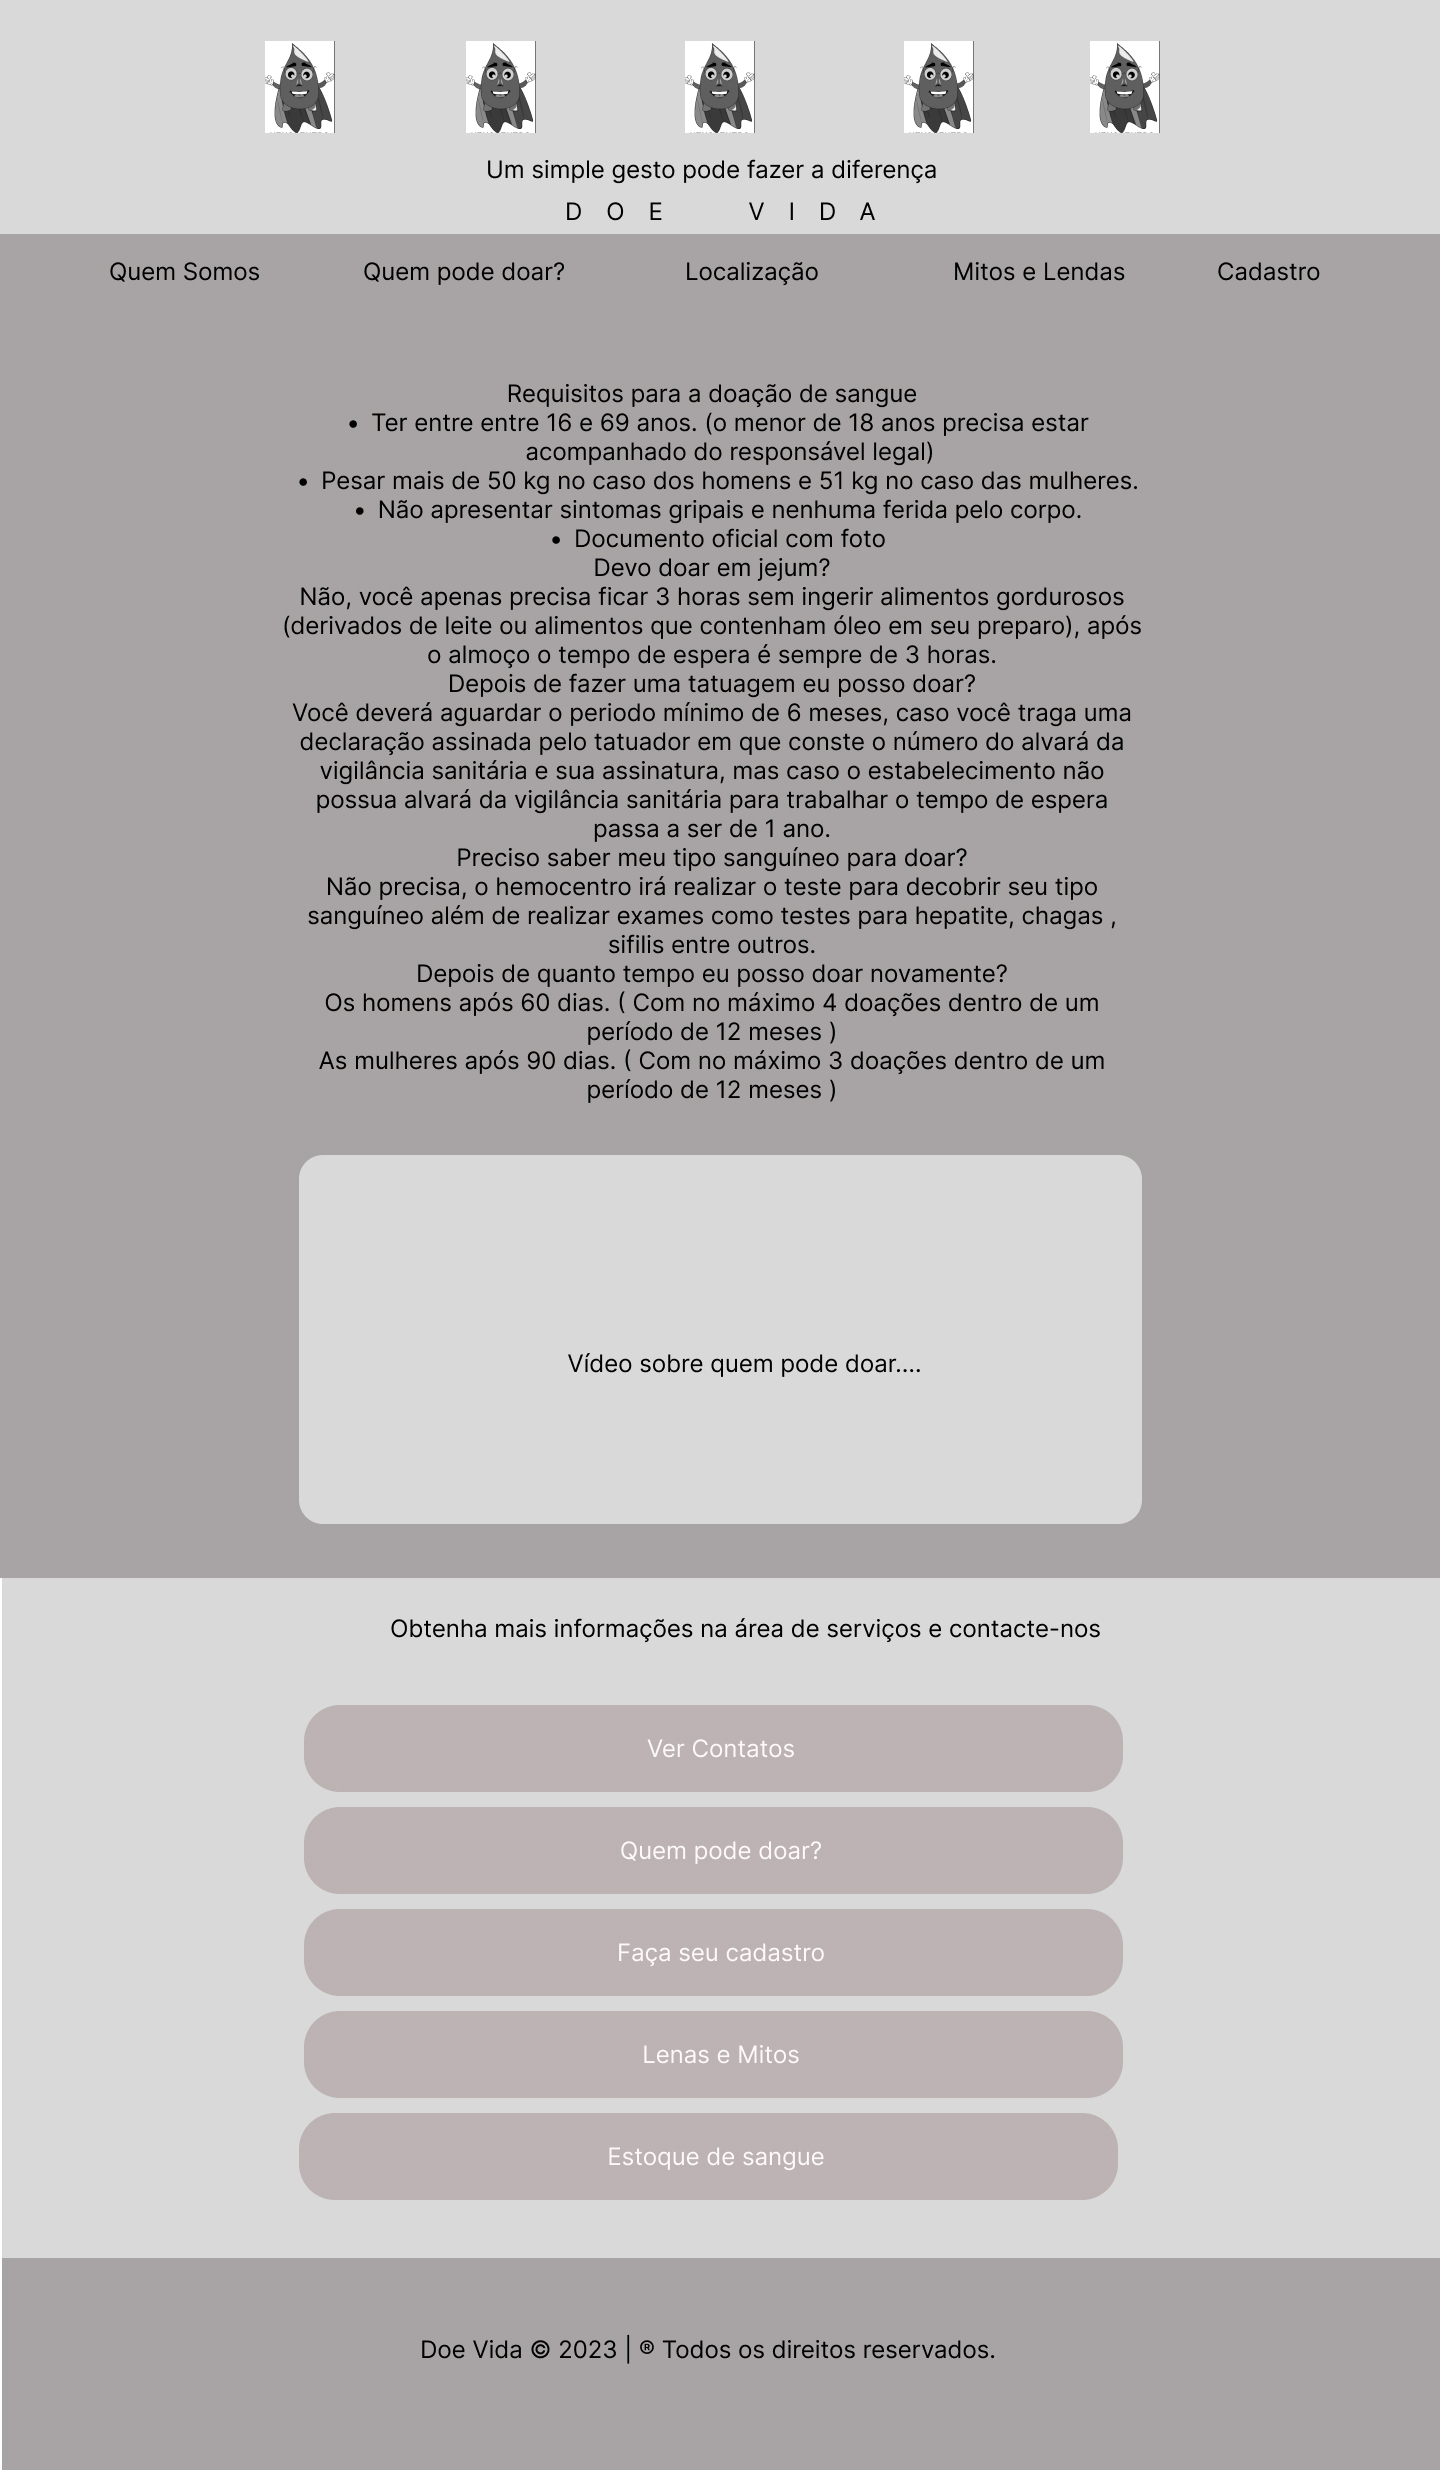 Um simple gesto pode fazer a diferença
D O E   V I D A
Quem Somos   Quem pode doar?   Localização   Mitos e Lendas   Cadastro
Requisitos para a doação de sangue
• Ter entre entre 16 e 69 anos. (o menor de 18 anos precisa estar
acompanhado do responsável legal)
• Pesar mais de 50 kg no caso dos homens e 51 kg no caso das mulheres.
• Não apresentar sintomas gripais e nenhuma ferida pelo corpo.
• Documento oficial com foto
Devo doar em jejum?
Não, você apenas precisa ficar 3 horas sem ingerir alimentos gordurosos
(derivados de leite ou alimentos que contenham óleo em seu preparo), após
o almoço o tempo de espera é sempre de 3 horas.
Depois de fazer uma tatuagem eu posso doar?
Você deverá aguardar o periodo mínimo de 6 meses, caso você traga uma
declaração assinada pelo tatuador em que conste o número do alvará da
vigilância sanitária e sua assinatura, mas caso o estabelecimento não
possua alvará da vigilância sanitária para trabalhar o tempo de espera
passa a ser de 1 ano.
Preciso saber meu tipo sanguíneo para doar?
Não precisa, o hemocentro irá realizar o teste para decobrir seu tipo
sanguíneo além de realizar exames como testes para hepatite, chagas ,
sifilis entre outros.
Depois de quanto tempo eu posso doar novamente?
Os homens após 60 dias. ( Com no máximo 4 doações dentro de um
período de 12 meses )
As mulheres após 90 dias. ( Com no máximo 3 doações dentro de um
período de 12 meses )
Vídeo sobre quem pode doar....
Obtenha mais informações na área de serviços e contacte-nos
Ver Contatos
Quem pode doar?
Faça seu cadastro
Lenas e Mitos
Estoque de sangue
Doe Vida © 2023 | ® Todos os direitos reservados.